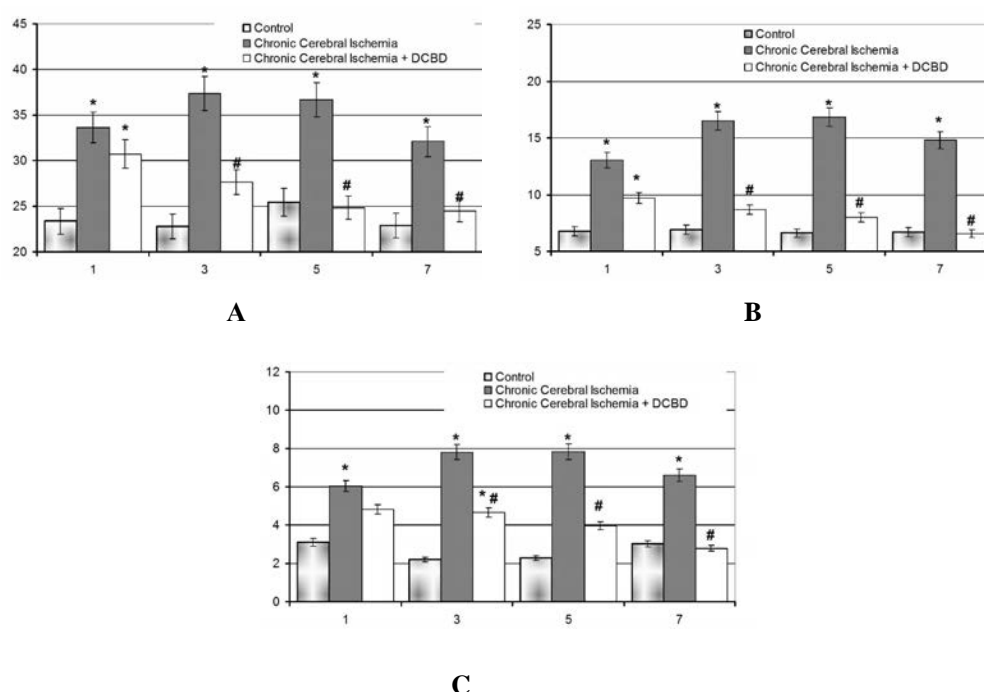 45
40
35
30
25
20
Control
Chronic Cerebral Ischemia
Chronic Cerebral Ischemia + DCBD
* * * # * # * #
1 3 5 7
A
25
20
15
10
5
Control
Chronic Cerebral Ischemia
Chronic Cerebral Ischemia + DCBD
* * * # * # * #
1 3 5 7
B
12
10
8
6
4
2
0
Control
Chronic Cerebral Ischemia
Chronic Cerebral Ischemia + DCBD
* * * # * # * #
1 3 5 7
C